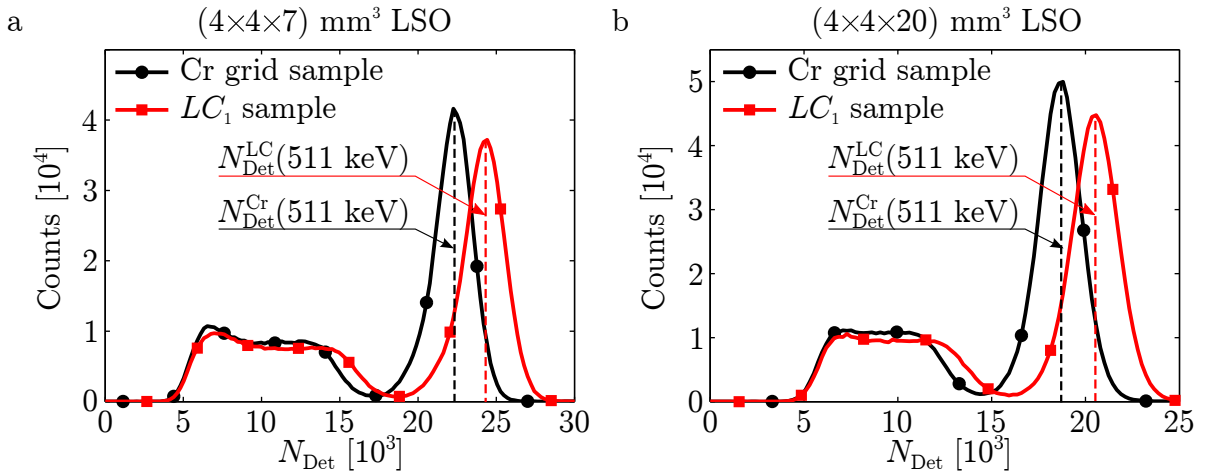 a
(4×4×7) mm³ LSO
Counts [10⁴]
4
3
2
1
0
Cr grid sample
LC₁ sample
N_Det^LC(511 keV)
N_Det^Cr(511 keV)
0 5 10 15 20 25 30
N_Det [10³]
b
(4×4×20) mm³ LSO
Counts [10⁴]
5
4
3
2
1
0
Cr grid sample
LC₁ sample
N_Det^LC(511 keV)
N_Det^Cr(511 keV)
0 5 10 15 20 25
N_Det [10³]